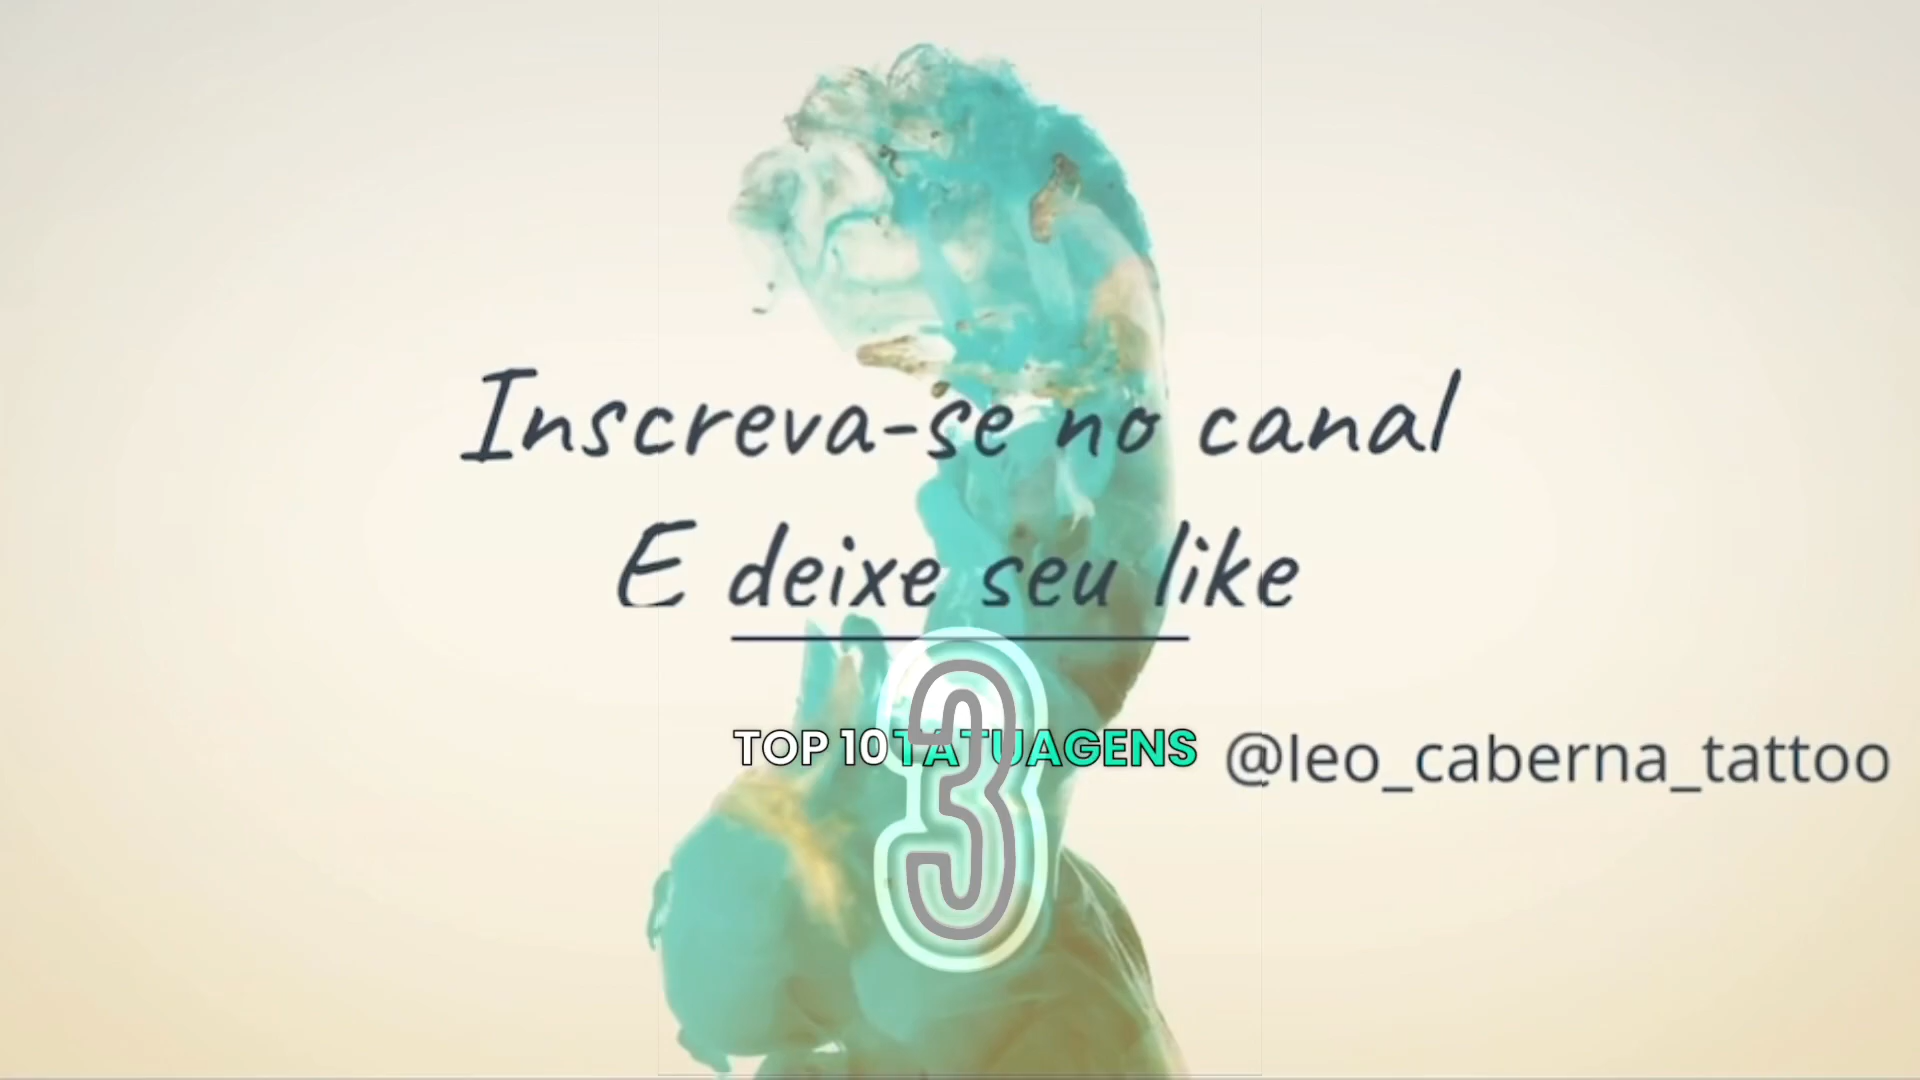 Inscreva-se no canal
E deixe seu like
3
TOP 10 TATUAGENS
@leo_caberna_tattoo